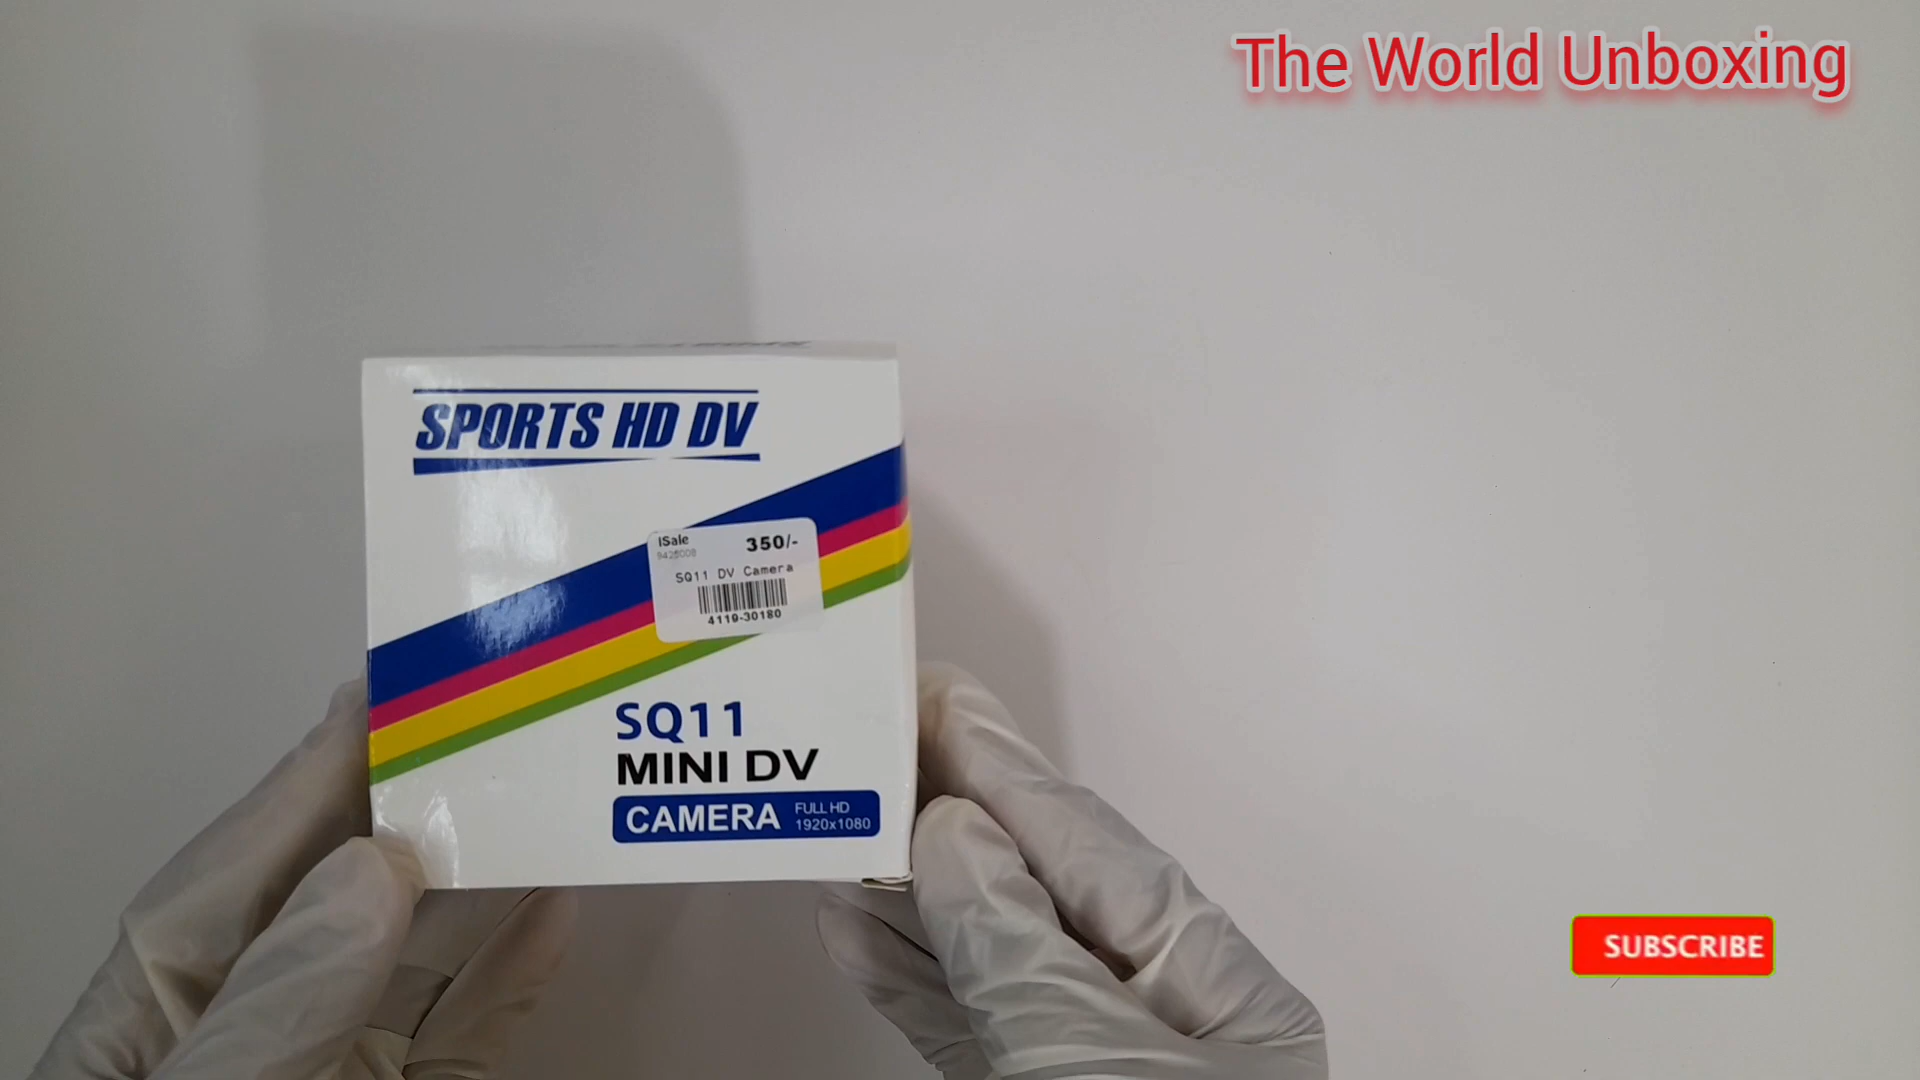 The World Unboxing
SPORTS HD DV
ISale
350/-
SQ11 DV Camera
4119-30180
SQ11
MINI DV
CAMERA
FULL HD
1920x1080
SUBSCRIBE